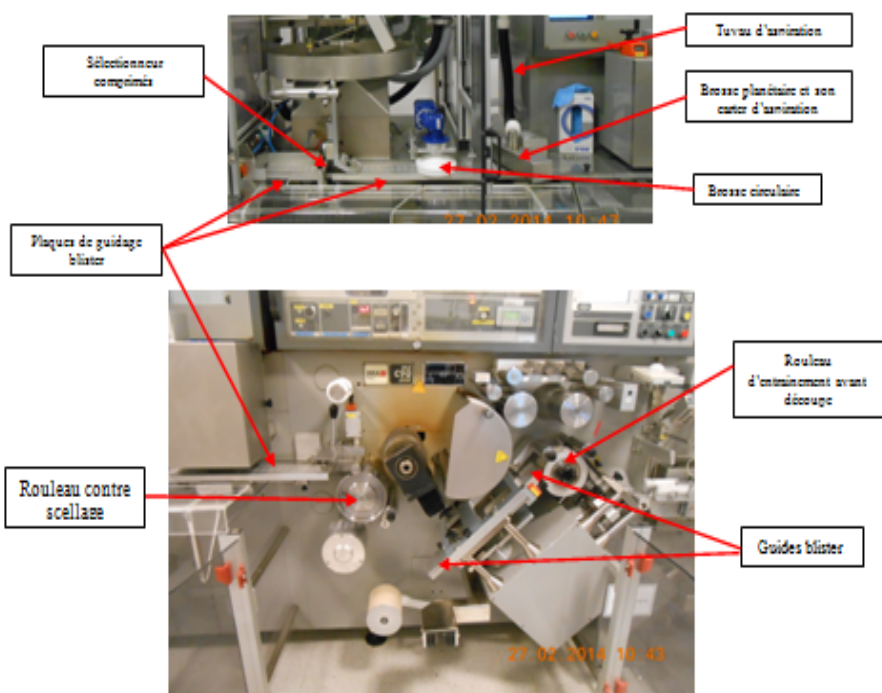 Sélectionneur
comprimés
Tuyau d'aspiration
Brosse planétaire et son
carter d'aspiration
Brosse circulaire
27 02 2014 10:43
Plaques de guidage
blister
Rouleau
d'entrainement avant
découpe
Rouleau contre
scellage
Guides blister
27 02 2014 10:43